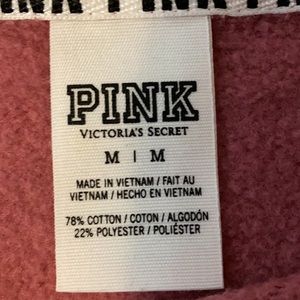 PINK
PINK
VICTORIA'S SECRET
M | M
MADE IN VIETNAM / FAIT AU
VIETNAM / HECHO EN VIETNAM
78% COTTON / COTON / ALGODÓN
22% POLYESTER / POLIÉSTER